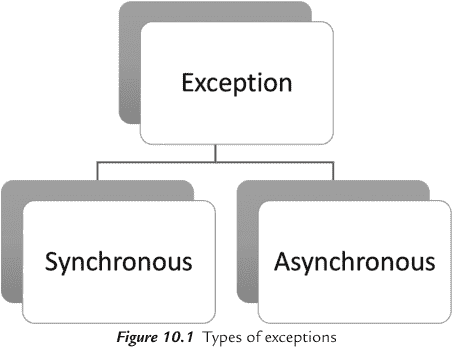 Exception
Synchronous
Asynchronous
Figure 10.1 Types of exceptions